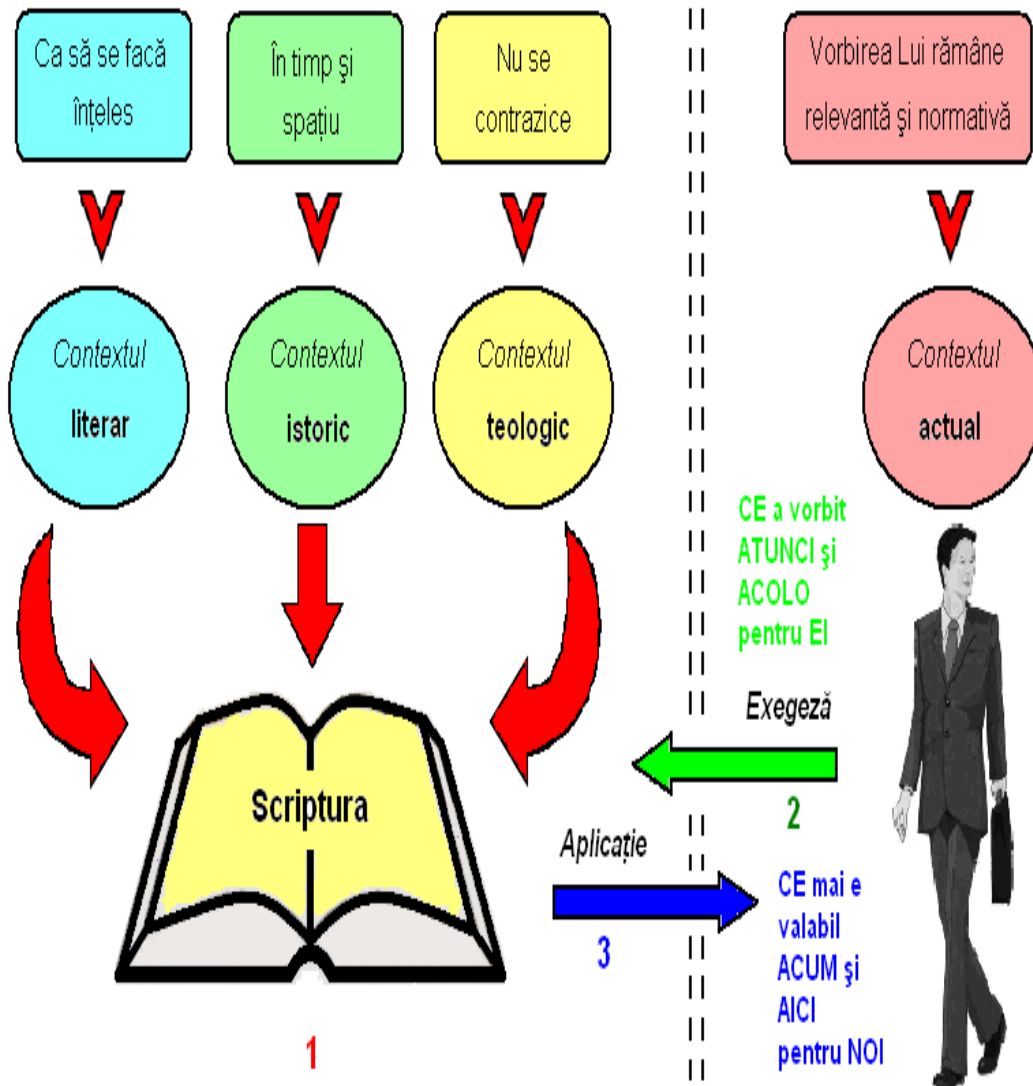 Ca să se facă
înțeles
În timp şi
spațiu
Nu se
contrazice
Vorbirea Lui rămâne
relevantă şi normativă
Contextul
literar
Contextul
istoric
Contextul
teologic
Contextul
actual
CE a vorbit
ATUNCI şi
ACOLO
pentru EI
Exegeză
2
Scriptura
Aplicație
3
CE mai e
valabil
ACUM şi
AICI
pentru NOI
1